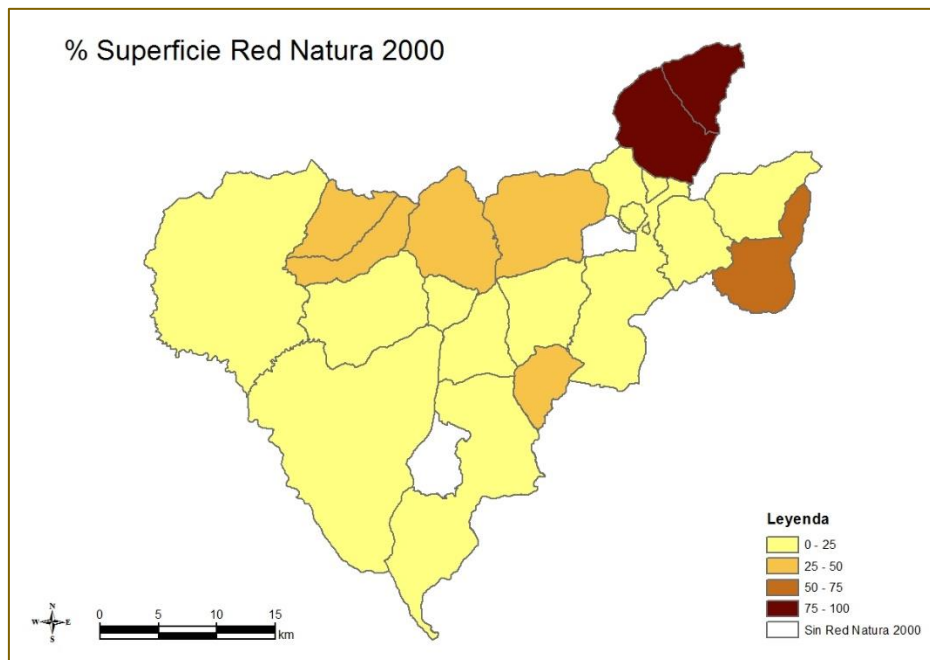 % Superficie Red Natura 2000
Leyenda
0 - 25
25 - 50
50 - 75
75 - 100
Sin Red Natura 2000
N
W E
S
0 5 10 15
km